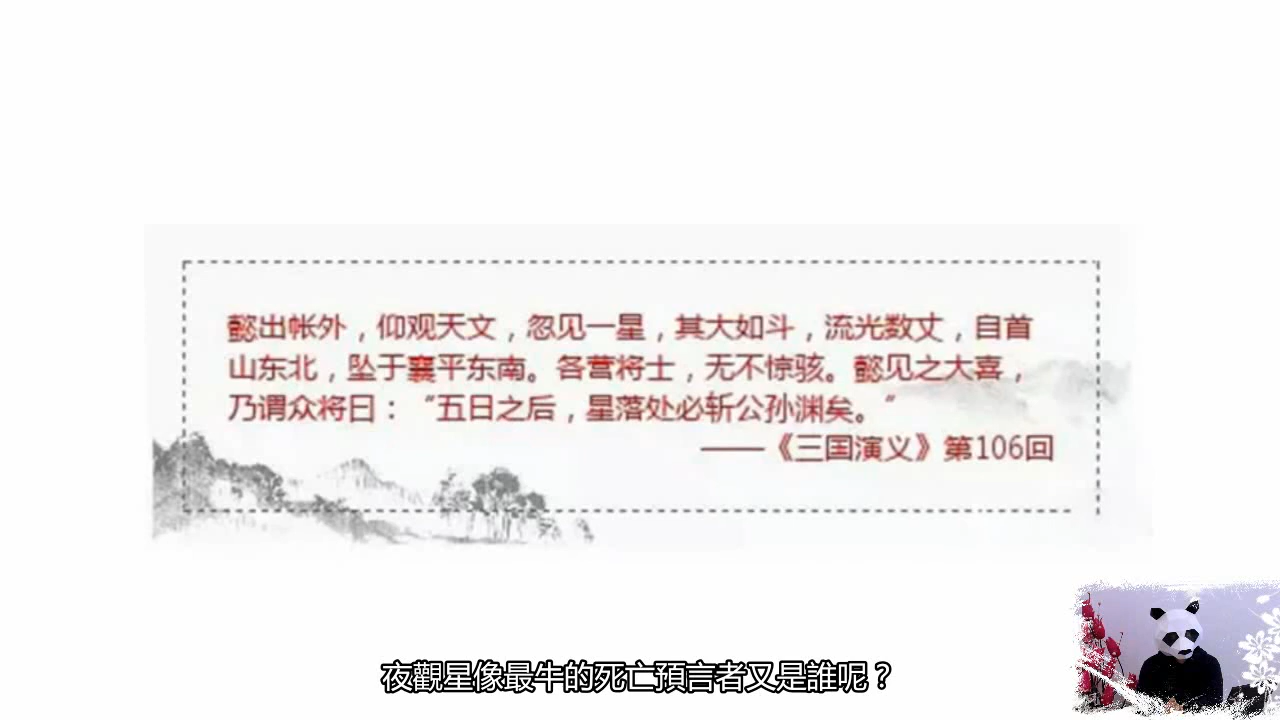 懿出帐外，仰观天文，忽见一星，其大如斗，流光数丈，自首
山东北，坠于襄平东南。各营将士，无不惊骇。懿见之大喜，
乃谓众将曰：“五日之后，星落处必斩公孙渊矣。”
——《三国演义》第106回
夜觀星像最牛的死亡預言者又是誰呢？